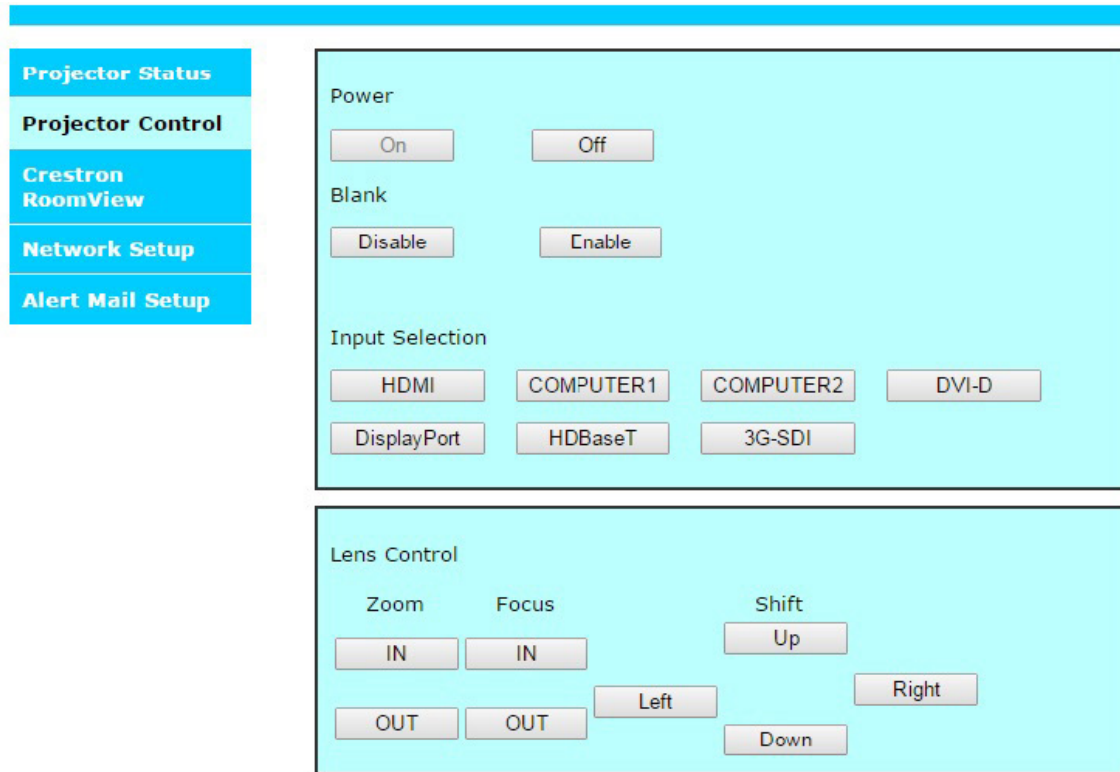 Projector Status
Projector Control
Crestron
RoomView
Network Setup
Alert Mail Setup
Power
On Off
Blank
Disable Enable
Input Selection
HDMI COMPUTER1 COMPUTER2 DVI-D
DisplayPort HDBaseT 3G-SDI
Lens Control
Zoom Focus Shift
Up
IN IN
Right
Left
OUT OUT
Down